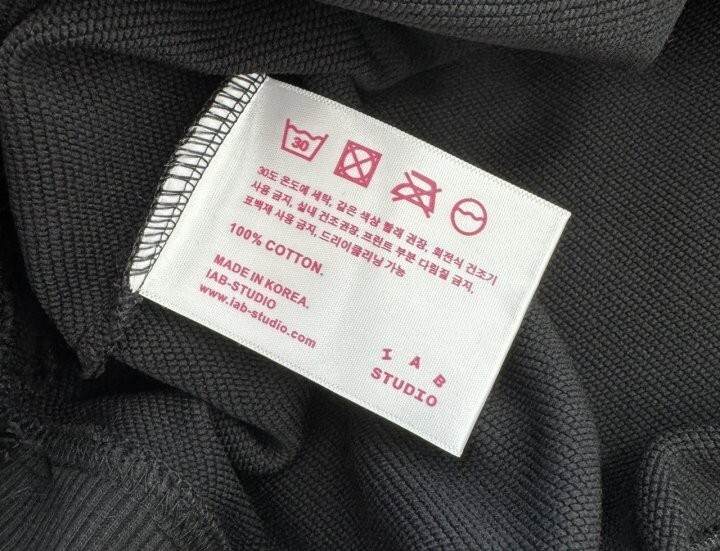 30
30도 온도에 세탁, 같은 색상 빨래 권장, 회전식 건조기
사용 금지, 실내 건조권장, 프린트 부분 다림질 금지,
표백제 사용 금지, 드라이클리닝 가능
100% COTTON.
MADE IN KOREA.
IAB-STUDIO
www.iab-studio.com
I A B
STUDIO